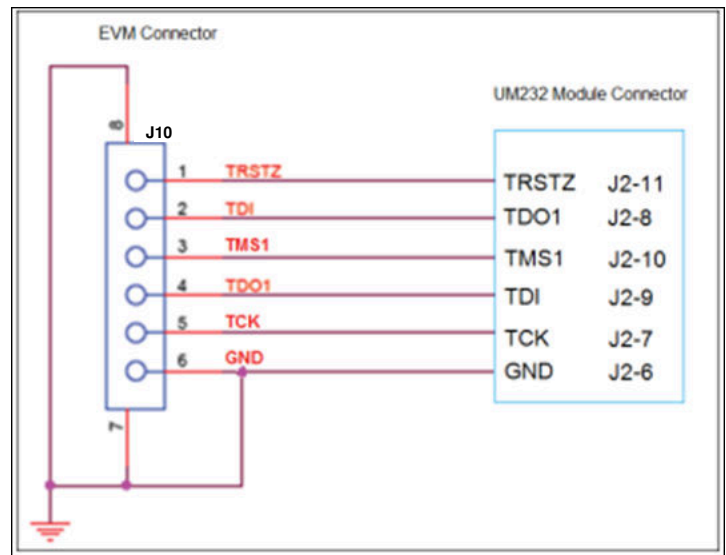 EVM Connector
UM232 Module Connector
8
J10
1 TRSTZ TRSTZ J2-11
2 TDI TDO1 J2-8
3 TMS1 TMS1 J2-10
4 TDO1 TDI J2-9
5 TCK TCK J2-7
6 GND GND J2-6
7